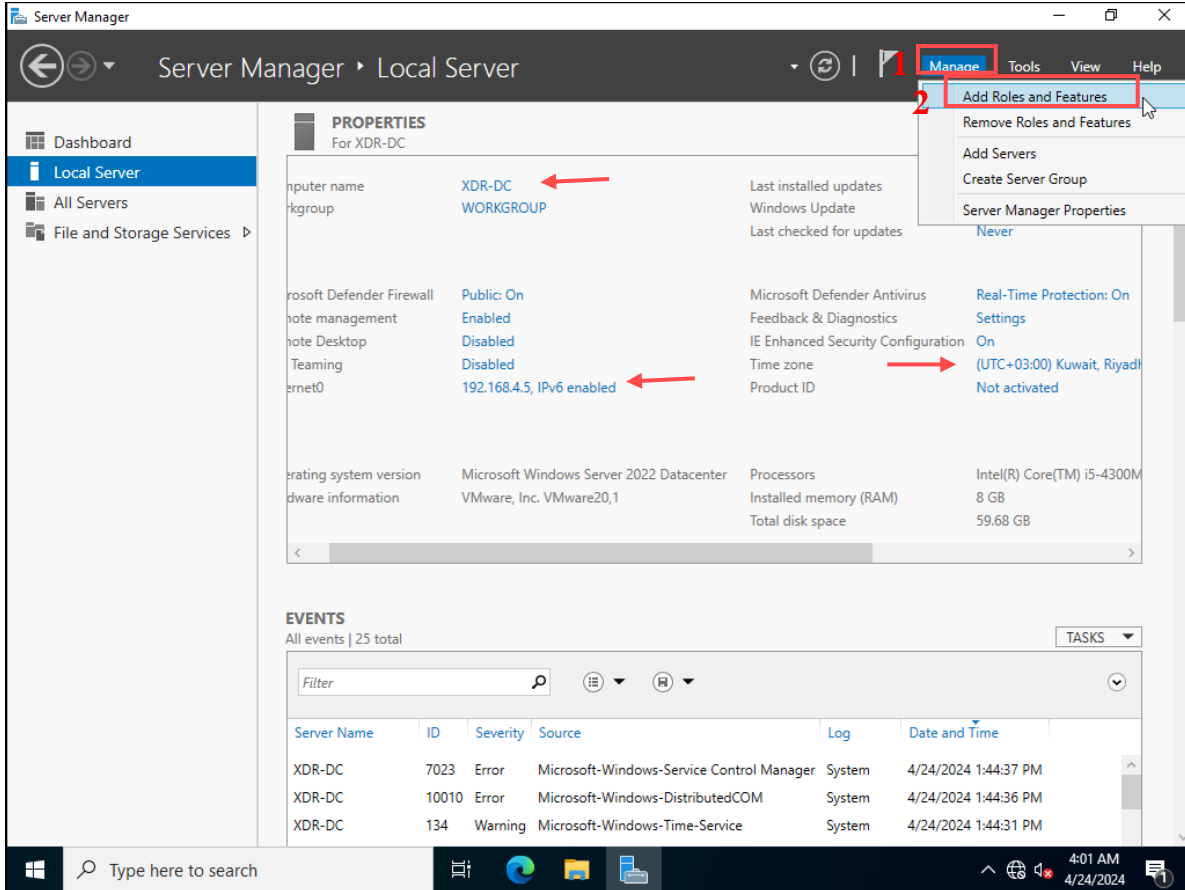 Server Manager
Server Manager • Local Server
1 Manage Tools View Help
2 Add Roles and Features
Remove Roles and Features
Add Servers
Create Server Group
Server Manager Properties
Dashboard
Local Server
All Servers
File and Storage Services
PROPERTIES
For XDR-DC
nputer name XDR-DC Last installed updates
rkgroup WORKGROUP Windows Update
Last checked for updates Never
rosoft Defender Firewall Public: On Microsoft Defender Antivirus Real-Time Protection: On
note management Enabled Feedback & Diagnostics Settings
note Desktop Disabled IE Enhanced Security Configuration On
Teaming Disabled Time zone (UTC+03:00) Kuwait, Riyadh
ernet0 192.168.4.5, IPv6 enabled Product ID Not activated
erating system version Microsoft Windows Server 2022 Datacenter Processors Intel(R) Core(TM) i5-4300M
dware information VMware, Inc. VMware20,1 Installed memory (RAM) 8 GB
Total disk space 59.68 GB
EVENTS
All events | 25 total
TASKS
Filter
Server Name ID Severity Source Log Date and Time
XDR-DC 7023 Error Microsoft-Windows-Service Control Manager System 4/24/2024 1:44:37 PM
XDR-DC 10010 Error Microsoft-Windows-DistributedCOM System 4/24/2024 1:44:36 PM
XDR-DC 134 Warning Microsoft-Windows-Time-Service System 4/24/2024 1:44:31 PM
Type here to search
4:01 AM
4/24/2024
1